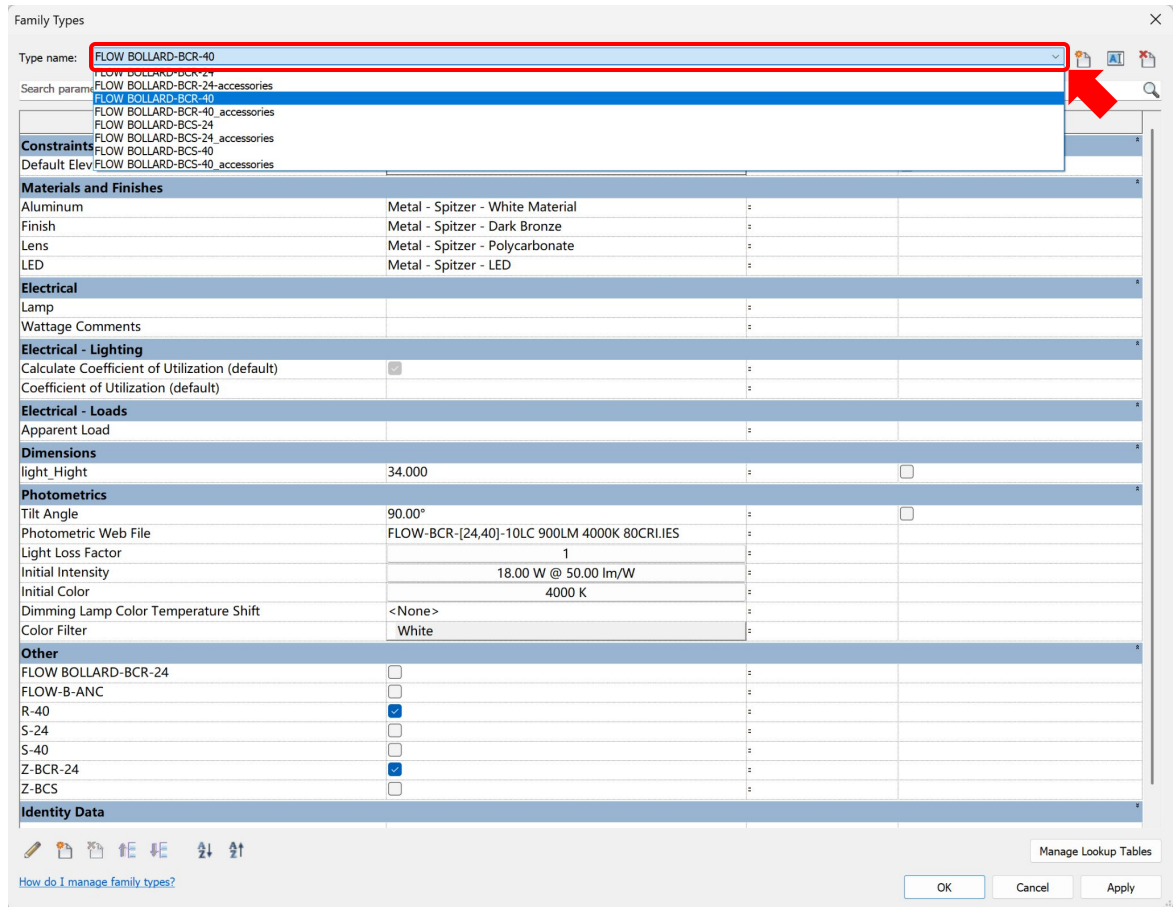 Family Types
Type name: FLOW BOLLARD-BCR-40
FLOW BOLLARD-BCR-24
FLOW BOLLARD-BCR-24-accessories
FLOW BOLLARD-BCR-40
FLOW BOLLARD-BCR-40_accessories
FLOW BOLLARD-BCS-24
FLOW BOLLARD-BCS-24_accessories
FLOW BOLLARD-BCS-40
FLOW BOLLARD-BCS-40_accessories
Search parame
Constraints
Default Elev
Materials and Finishes
Aluminum Metal - Spitzer - White Material =
Finish Metal - Spitzer - Dark Bronze =
Lens Metal - Spitzer - Polycarbonate =
LED Metal - Spitzer - LED =
Electrical
Lamp =
Wattage Comments =
Electrical - Lighting
Calculate Coefficient of Utilization (default) =
Coefficient of Utilization (default) =
Electrical - Loads
Apparent Load =
Dimensions
light_Hight 34.000 =
Photometrics
Tilt Angle 90.00° =
Photometric Web File FLOW-BCR-[24,40]-10LC 900LM 4000K 80CRI.IES =
Light Loss Factor 1 =
Initial Intensity 18.00 W @ 50.00 lm/W =
Initial Color 4000 K =
Dimming Lamp Color Temperature Shift <None> =
Color Filter White =
Other
FLOW BOLLARD-BCR-24 =
FLOW-B-ANC =
R-40 =
S-24 =
S-40 =
Z-BCR-24 =
Z-BCS =
Identity Data
Manage Lookup Tables
How do I manage family types?
OK Cancel Apply